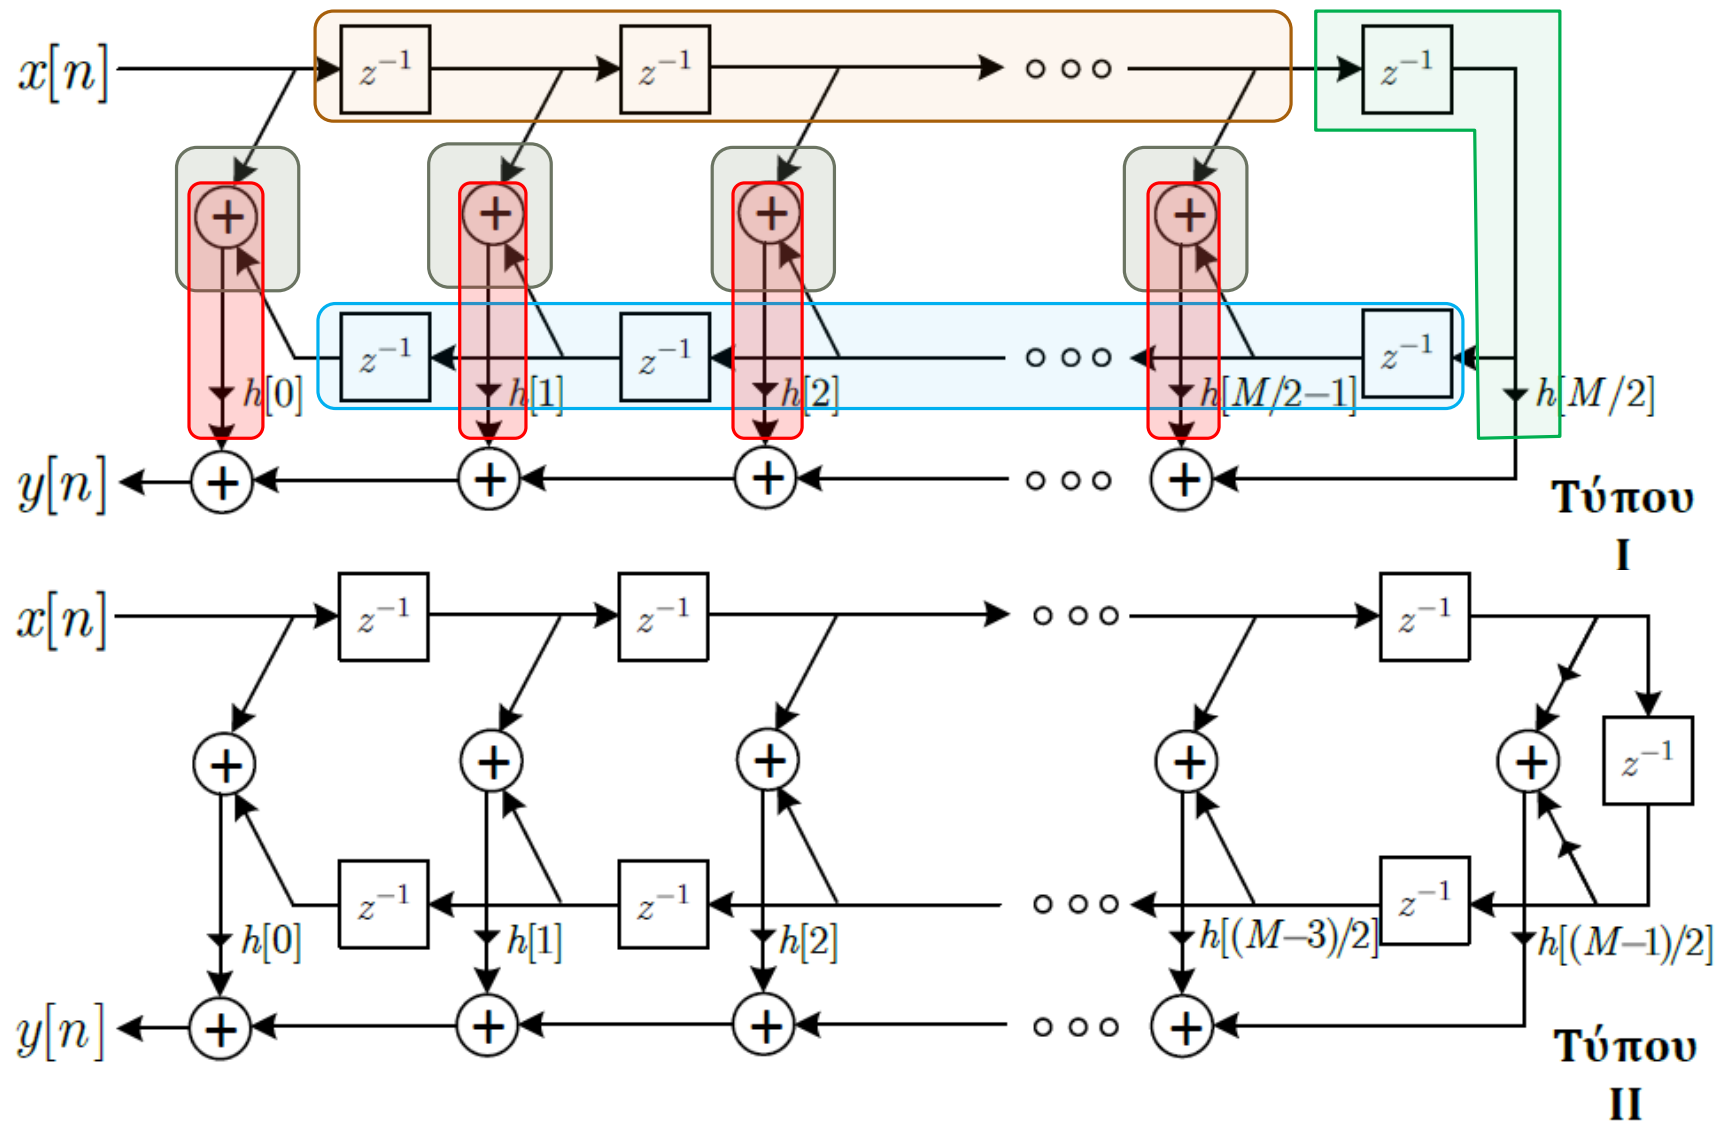 x[n] z⁻¹ z⁻¹ z⁻¹
+ + + +
z⁻¹ z⁻¹ z⁻¹
h[0] h[1] h[2] h[M/2−1] h[M/2]
y[n] + + + +
Τύπου
I
x[n] z⁻¹ z⁻¹ z⁻¹
+ + + + + z⁻¹
z⁻¹ z⁻¹ z⁻¹
h[0] h[1] h[2] h[(M−3)/2] h[(M−1)/2]
y[n] + + + +
Τύπου
II